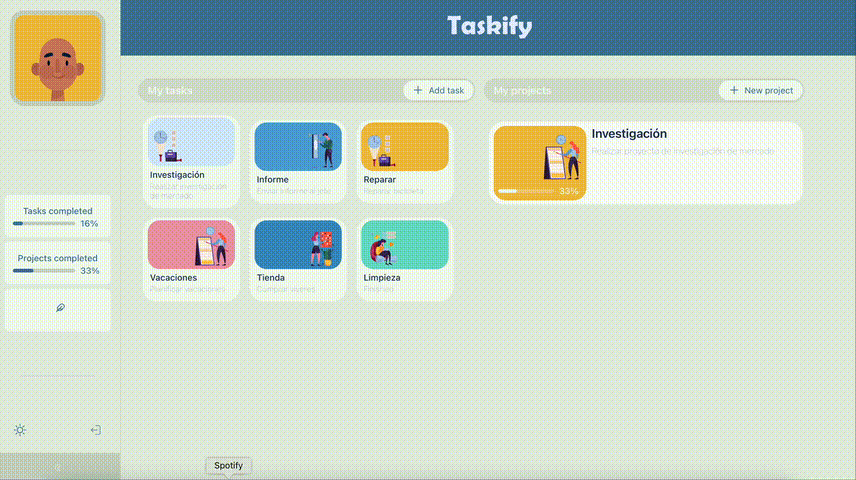 Taskify
My tasks
Add task
My projects
New project
Investigación
Realizar investigación
de mercado
Informe
Enviar informe al jefe
Reparar
Reparar bicicleta
Investigación
Realizar proyecto de investigación de mercado
33%
Vacaciones
Planificar vacaciones
Tienda
Comprar víveres
Limpieza
Finished
Tasks completed
16%
Projects completed
33%
Spotify